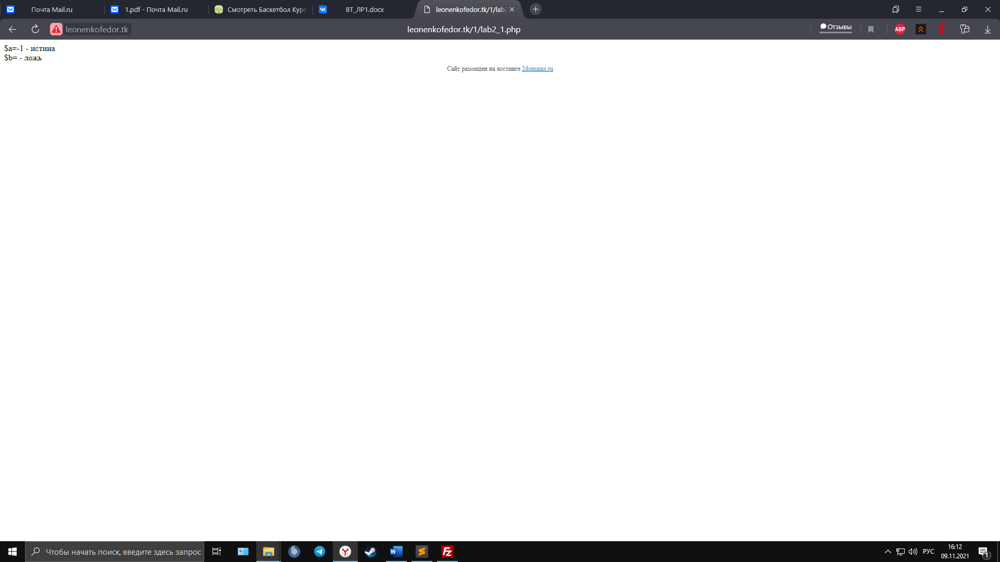 Почта Mail.ru
1.pdf - Почта Mail.ru
Смотреть Баскетбол Куро
ВТ_ЛР1.docx
leonenkofedor.tk/1/lab2
leonenkofedor.tk
leonenkofedor.tk/1/lab2_1.php
Отзывы
ABP
$a=-1 - истина
$b= - ложь
Сайт размещен на хостинге 2domains.ru
Чтобы начать поиск, введите здесь запрос
РУС
16:12
09.11.2021
1